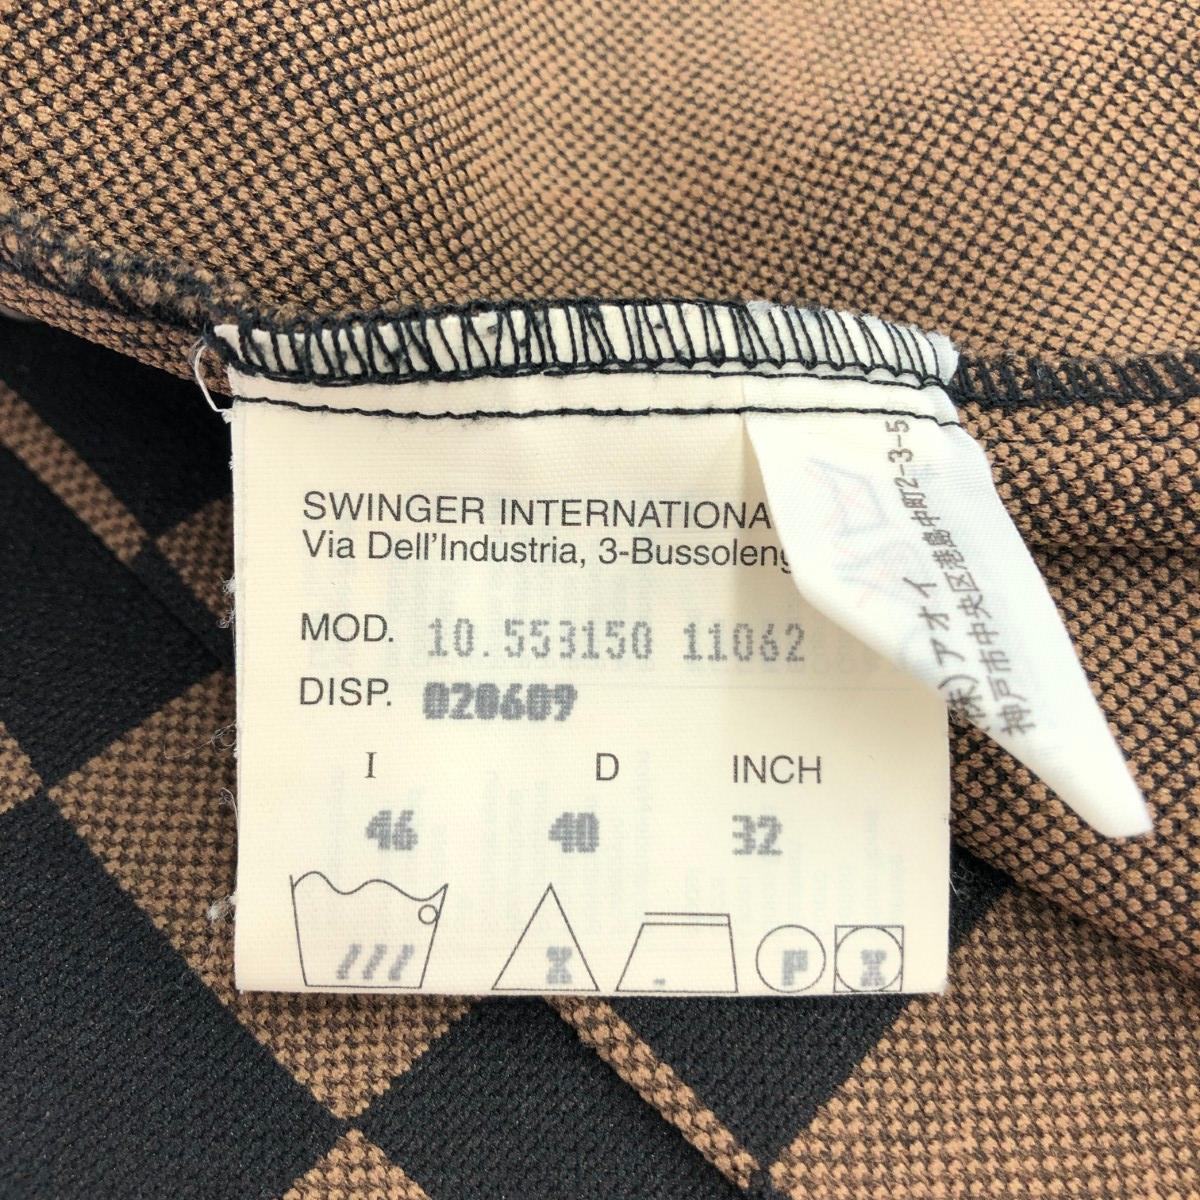 SWINGER INTERNATIONA
Via Dell'Industria, 3-Bussoleng
MOD. 10.553150 11062
DISP. 020609
I D INCH
46 40 32
/// X . P X
(株)アオイ
神戸市中央区港島中町2-3-5